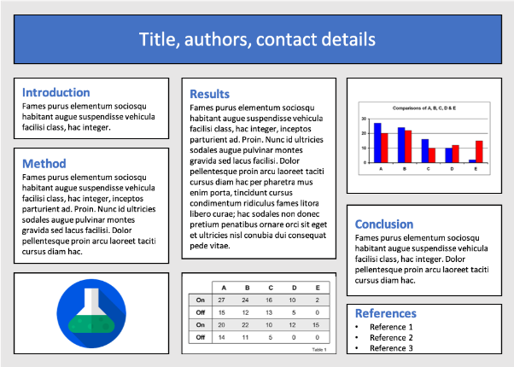 Title, authors, contact details
Introduction
Fames purus elementum sociosqu
habitant augue suspendisse vehicula
facilisi class, hac integer.
Method
Fames purus elementum sociosqu
habitant augue suspendisse vehicula
facilisi class, hac integer, inceptos
parturient ad. Proin. Nunc id ultricies
sodales augue pulvinar montes
gravida sed lacus facilisi. Dolor
pellentesque proin arcu laoreet taciti
cursus diam hac.
Results
Fames purus elementum sociosqu
habitant augue suspendisse vehicula
facilisi class, hac integer, inceptos
parturient ad. Proin. Nunc id ultricies
sodales augue pulvinar montes
gravida sed lacus facilisi. Dolor
pellentesque proin arcu laoreet taciti
cursus diam hac per pharetra mus
enim porta, tincidunt cursus
condimentum ridiculus fames litora
libero curae; hac sodales non donec
pretium penatibus ornare orci sit eget
et ultricies nisl conubia dui consequat
pede vitae.
A B C D E
On 27 24 16 10 2
Off 15 12 13 5 0
On 20 22 10 12 15
Off 14 11 5 0 0
Table 1
Comparisons of A, B, C, D & E
30
20
10
0
A B C D E
Conclusion
Fames purus elementum sociosqu
habitant augue suspendisse vehicula
facilisi class, hac integer. Dolor
pellentesque proin arcu laoreet taciti
cursus diam hac.
References
• Reference 1
• Reference 2
• Reference 3